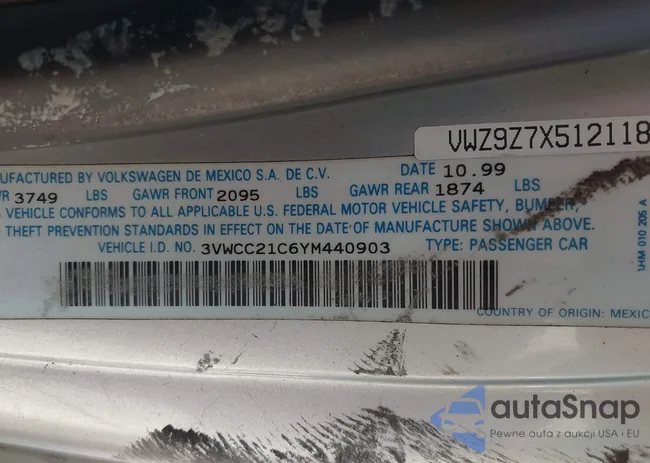 VWZ9Z7X512118
MANUFACTURED BY VOLKSWAGEN DE MEXICO S.A. DE C.V. DATE 10.99
3749 LBS GAWR FRONT 2095 LBS GAWR REAR 1874 LBS
VEHICLE CONFORMS TO ALL APPLICABLE U.S. FEDERAL MOTOR VEHICLE SAFETY, BUMPER,
THEFT PREVENTION STANDARDS IN EFFECT ON THE DATE OF MANUFACTURE SHOWN ABOVE.
VEHICLE I.D. NO. 3VWCC21C6YM440903 TYPE: PASSENGER CAR
COUNTRY OF ORIGIN: MEXIC
1HM 010 205 A
autaSnap
Pewne auta z aukcji USA · EU